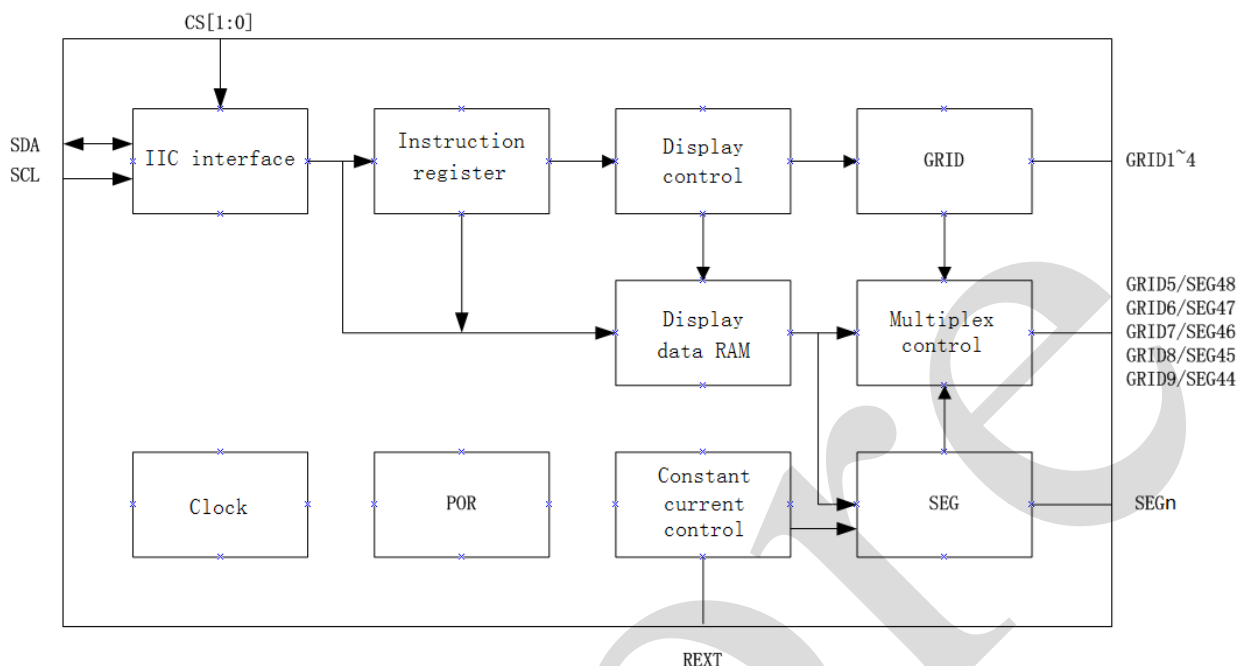 CS[1:0]
SDA
SCL
IIC interface
Instruction
register
Display
control
GRID
GRID1~4
Display
data RAM
Multiplex
control
GRID5/SEG48
GRID6/SEG47
GRID7/SEG46
GRID8/SEG45
GRID9/SEG44
Clock
POR
Constant
current
control
SEG
SEGn
REXT